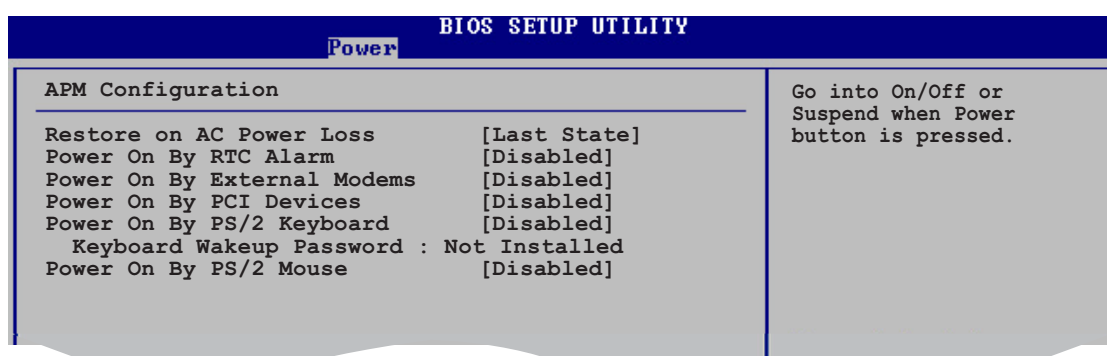 BIOS SETUP UTILITY
Power
APM Configuration
Restore on AC Power Loss [Last State]
Power On By RTC Alarm [Disabled]
Power On By External Modems [Disabled]
Power On By PCI Devices [Disabled]
Power On By PS/2 Keyboard [Disabled]
Keyboard Wakeup Password : Not Installed
Power On By PS/2 Mouse [Disabled]
Go into On/Off or
Suspend when Power
button is pressed.